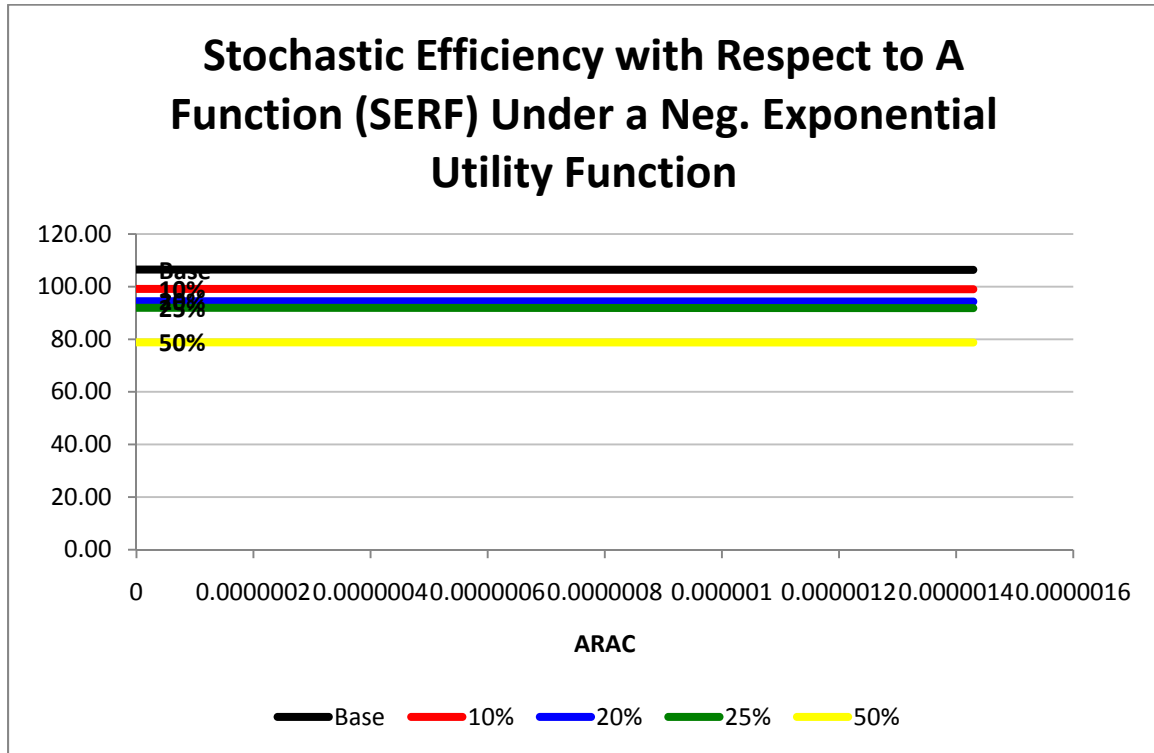 Stochastic Efficiency with Respect to A
Function (SERF) Under a Neg. Exponential
Utility Function
120.00
100.00
80.00
60.00
40.00
20.00
0.00
Base
10%
20%
25%
50%
0 0.0000002 0.0000004 0.0000006 0.0000008 0.000001 0.0000012 0.0000014 0.0000016
ARAC
Base 10% 20% 25% 50%